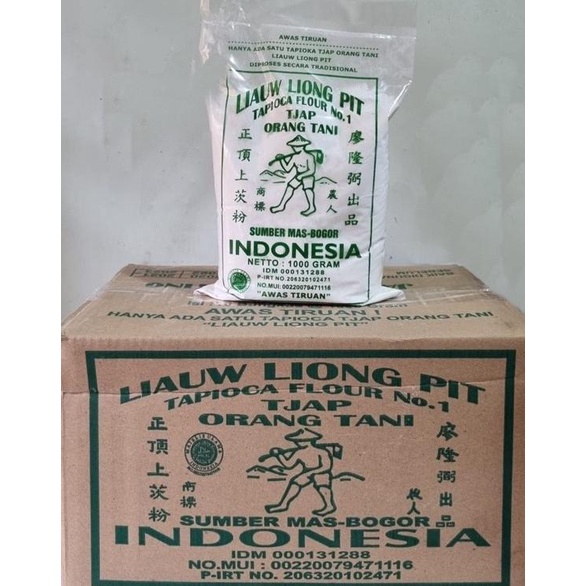 AWAS TIRUAN
HANYA ADA SATU TAPIOKA TJAP ORANG TANI
LIAUW LIONG PIT
DIPROSES SECARA TRADISIONAL
LIAUW LIONG PIT
TAPIOCA FLOUR No.1
TJAP
ORANG TANI
正頂上茨粉
商標
農人
廖隆弼出品
SUMBER MAS-BOGOR
INDONESIA
NETTO : 1000 GRAM
IDM 000131288
P-IRT NO. 206320102471
NO.MUI: 00220079471116
"AWAS TIRUAN"
AWAS TIRUAN !
HANYA ADA SATU TAPIOCA TJAP ORANG TANI
"LIAUW LIONG PIT"
LIAUW LIONG PIT
TAPIOCA FLOUR No.1
TJAP
ORANG TANI
正頂上茨粉
商標
農人
廖隆弼出品
SUMBER MAS-BOGOR
INDONESIA
IDM 000131288
NO.MUI : 00220079471116
P-IRT NO. 206320102471